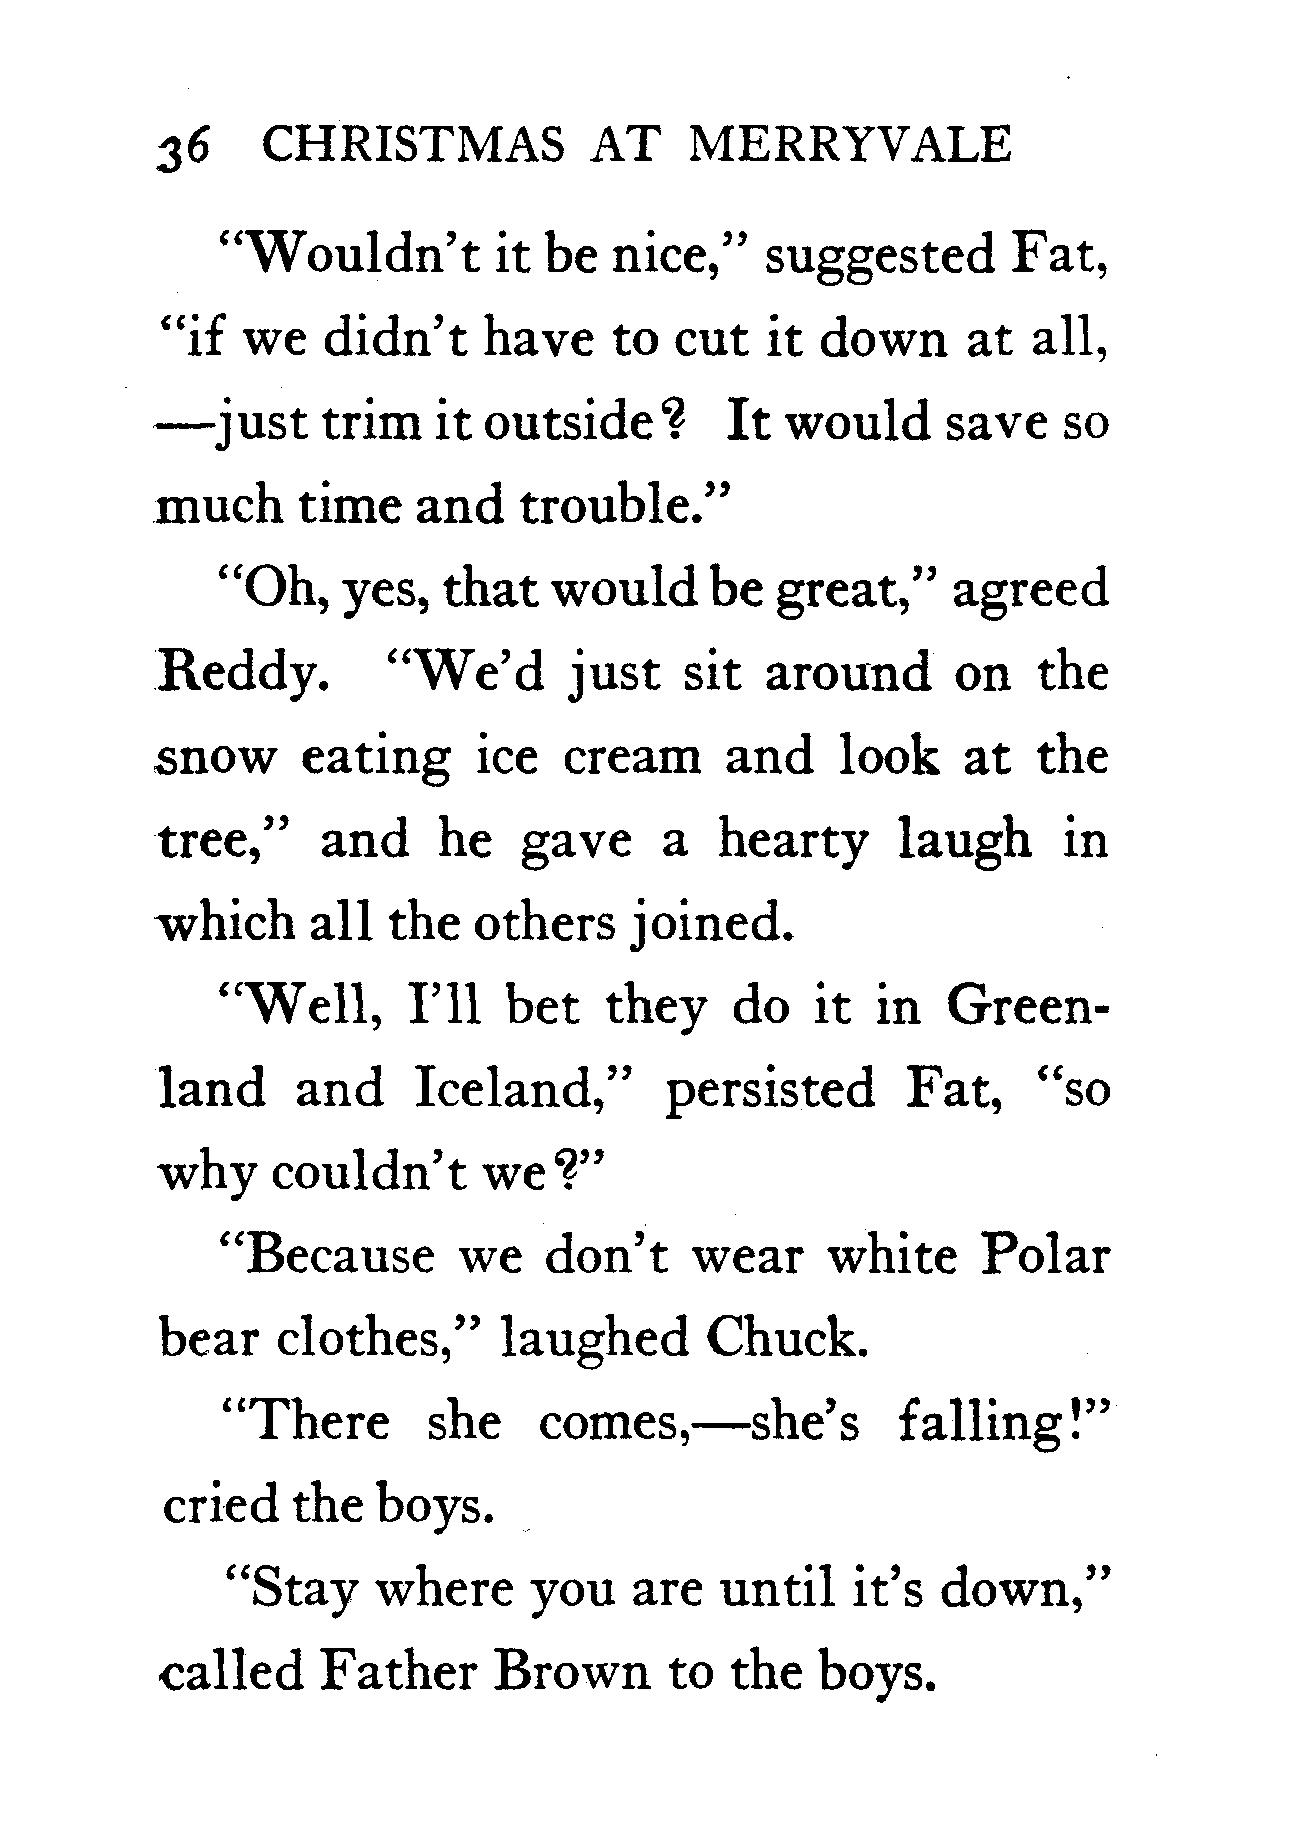 36 CHRISTMAS AT MERRYVALE
“Wouldn’t it be nice,” suggested Fat,
“if we didn’t have to cut it down at all,
—just trim it outside? It would save so
much time and trouble.”
“Oh, yes, that would be great,” agreed
Reddy. “We’d just sit around on the
snow eating ice cream and look at the
tree,” and he gave a hearty laugh in
which all the others joined.
“Well, I’ll bet they do it in Green-
land and Iceland,” persisted Fat, “so
why couldn’t we?”
“Because we don’t wear white Polar
bear clothes,” laughed Chuck.
“There she comes,—she’s falling!”
cried the boys.
“Stay where you are until it’s down,”
called Father Brown to the boys.